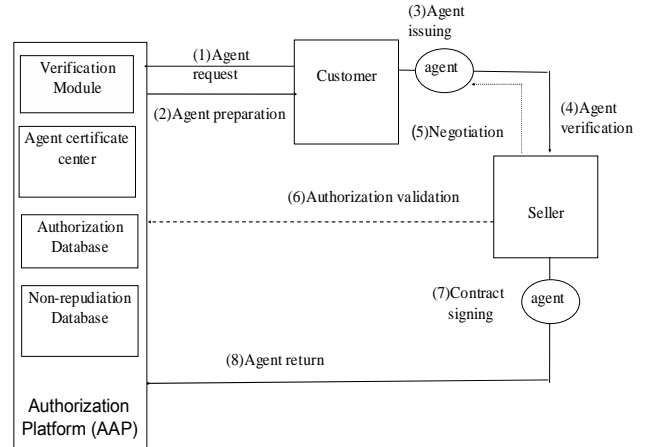 (3)Agent
issuing
(1)Agent
request
Verification
Module
Customer
agent
(2)Agent preparation
(4)Agent
verification
(5)Negotiation
Agent certificate
center
(6)Authorization validation
Seller
Authorization
Database
Non-repudiation
Database
(7)Contract
signing
agent
(8)Agent return
Authorization
Platform (AAP)